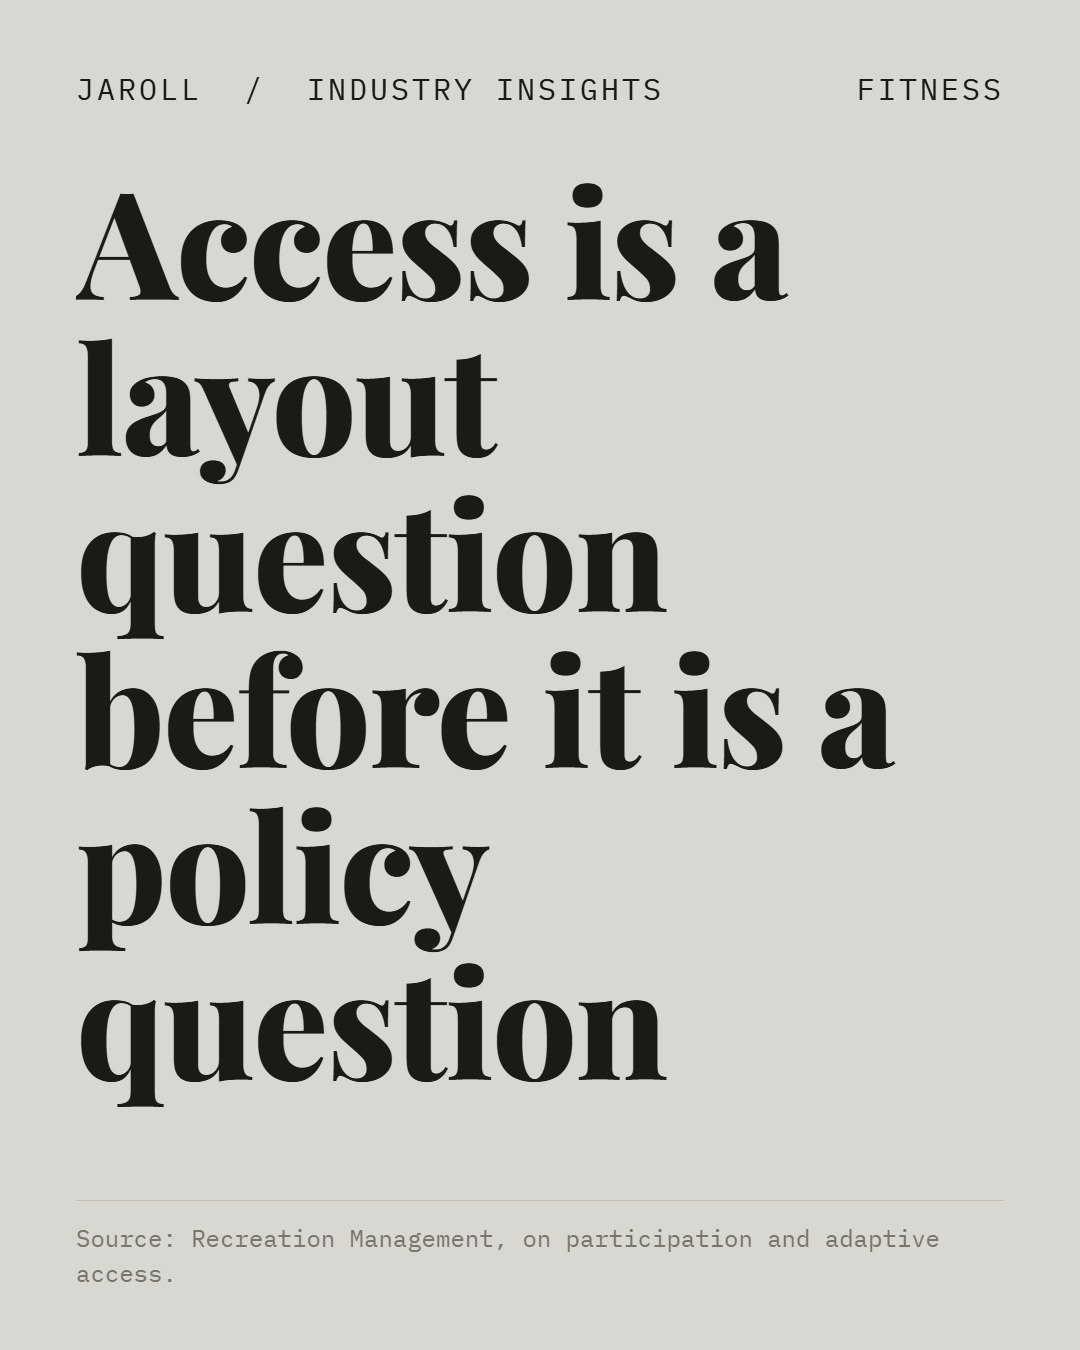 JAROLL / INDUSTRY INSIGHTS FITNESS
Access is a
layout
question
before it is a
policy
question
Source: Recreation Management, on participation and adaptive
access.